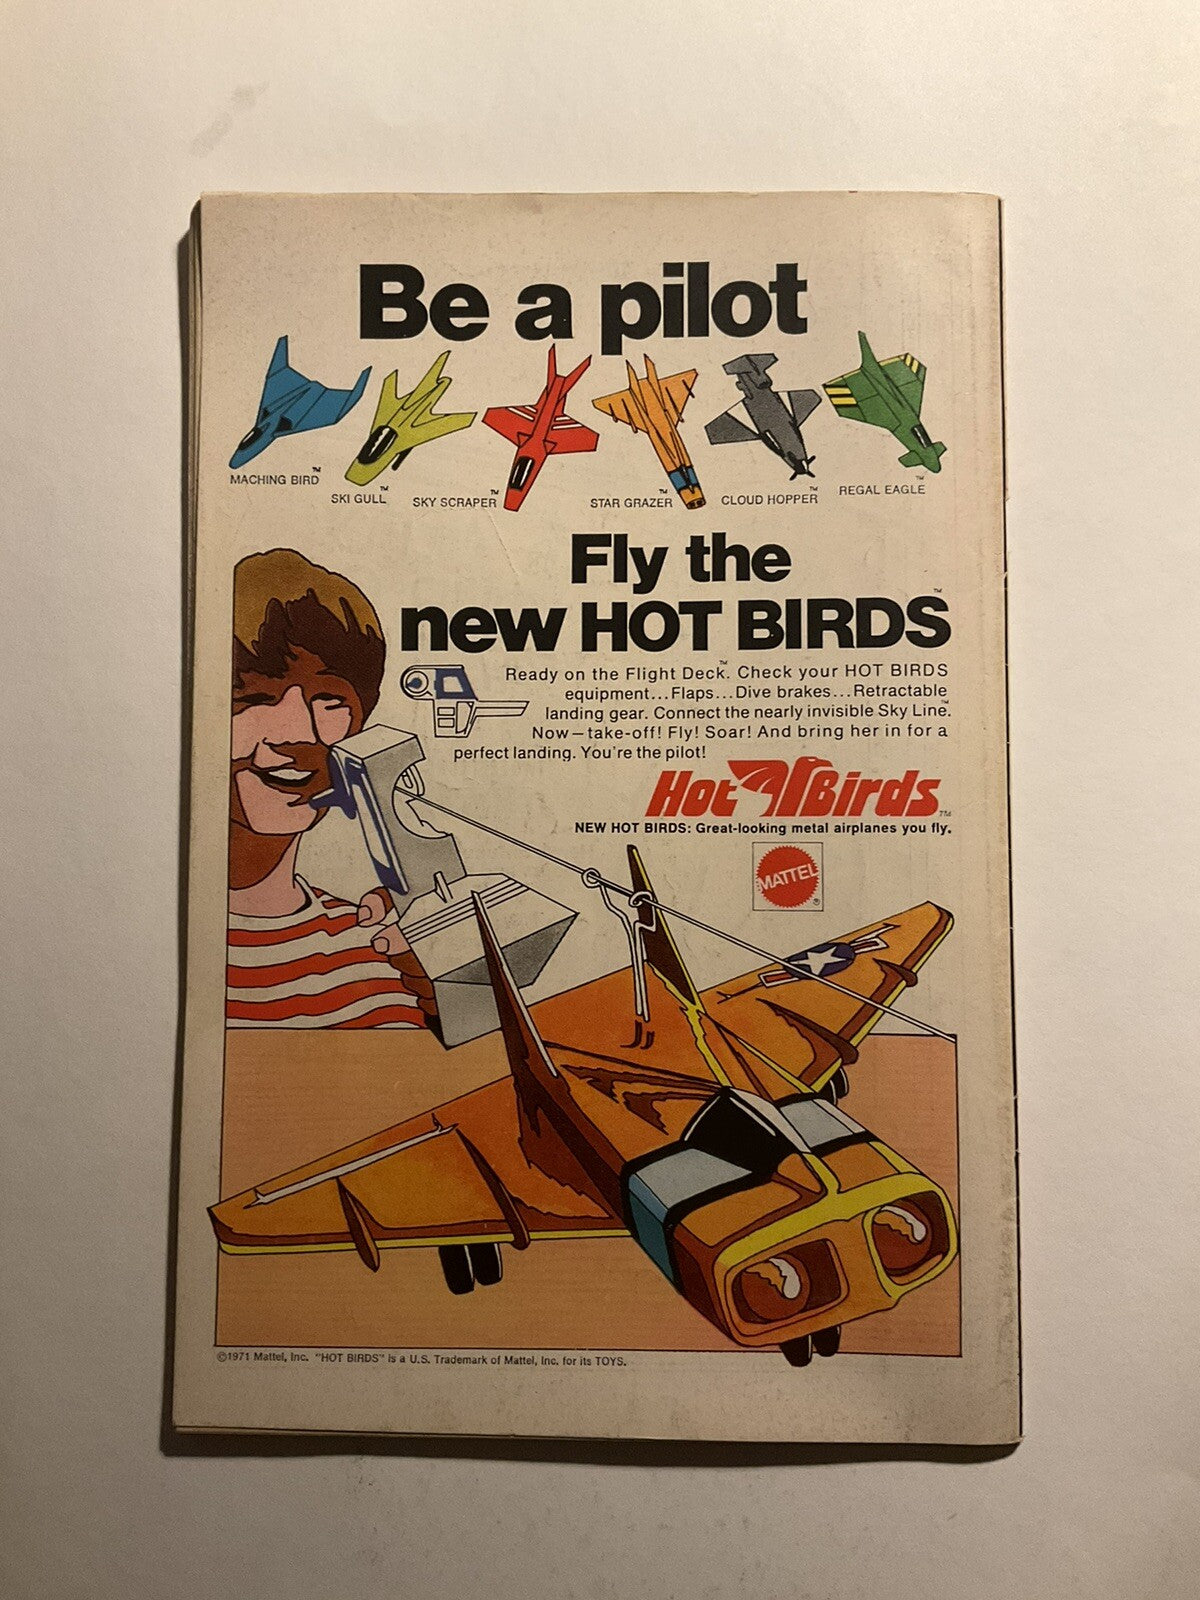 Be a pilot
MACHING BIRD™
SKI GULL™
SKY SCRAPER™
STAR GRAZER™
CLOUD HOPPER™
REGAL EAGLE™
Fly the
new HOT BIRDS™
Ready on the Flight Deck™. Check your HOT BIRDS
equipment...Flaps...Dive brakes...Retractable
landing gear. Connect the nearly invisible Sky Line™.
Now—take-off! Fly! Soar! And bring her in for a
perfect landing. You're the pilot!
Hot Birds™
NEW HOT BIRDS: Great-looking metal airplanes you fly.
MATTEL®
©1971 Mattel, Inc. "HOT BIRDS" is a U.S. Trademark of Mattel, Inc. for its TOYS.